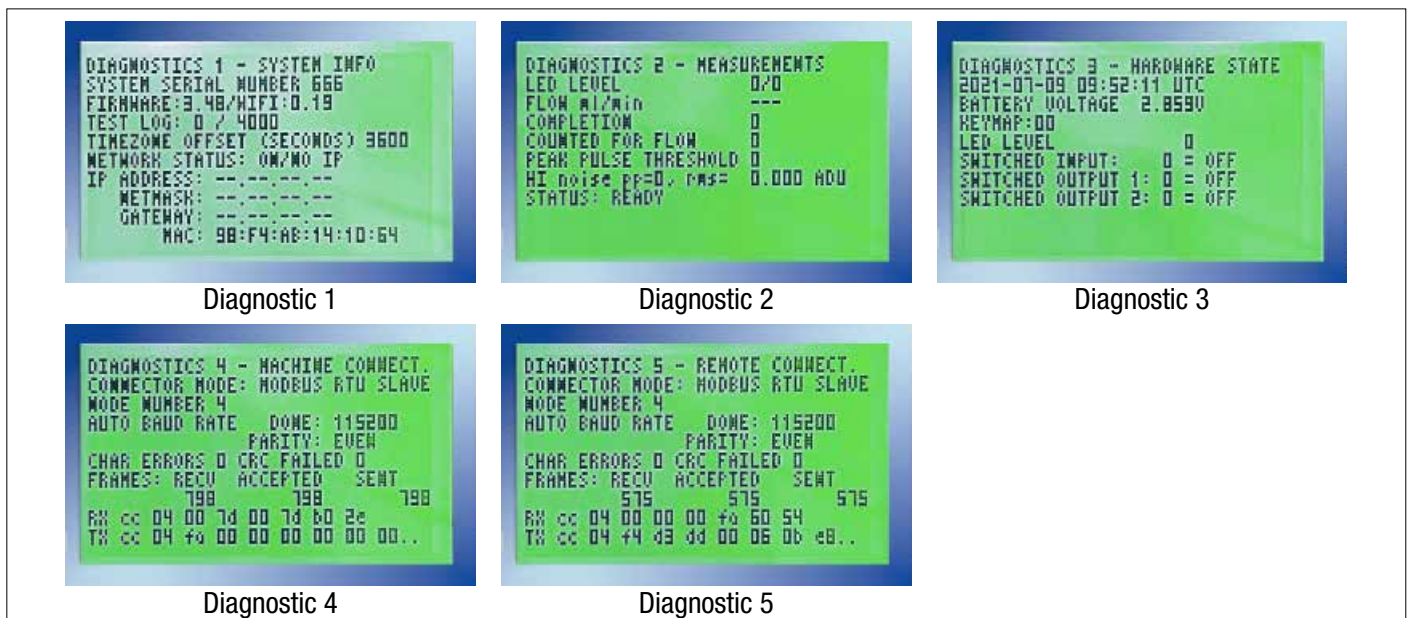 DIAGNOSTICS 1 - SYSTEM INFO
SYSTEM SERIAL NUMBER 666
FIRMWARE:3.48/WIFI:0.19
TEST LOG: 0 / 4000
TIMEZONE OFFSET (SECONDS) 3600
NETWORK STATUS: ON/NO IP
IP ADDRESS: --.--.--.--
NETMASK: --.--.--.--
GATEWAY: --.--.--.--
MAC: 98:F4:AB:14:10:64
Diagnostic 1
DIAGNOSTICS 2 - MEASUREMENTS
LED LEVEL 0/0
FLOW ml/min ---
COMPLETION 0
COUNTED FOR FLOW 0
PEAK PULSE THRESHOLD 0
HI noise pp=0, rms= 0.000 ADU
STATUS: READY
Diagnostic 2
DIAGNOSTICS 3 - HARDWARE STATE
2021-07-09 09:52:11 UTC
BATTERY VOLTAGE 2.859V
KEYMAP:00
LED LEVEL 0
SWITCHED INPUT: 0 = OFF
SWITCHED OUTPUT 1: 0 = OFF
SWITCHED OUTPUT 2: 0 = OFF
Diagnostic 3
DIAGNOSTICS 4 - MACHINE CONNECT.
CONNECTOR MODE: MODBUS RTU SLAVE
NODE NUMBER 4
AUTO BAUD RATE DONE: 115200
PARITY: EVEN
CHAR ERRORS 0 CRC FAILED 0
FRAMES: RECV ACCEPTED SENT
798 798 798
RX cc 04 00 7d 00 7d b0 2e
TX cc 04 fa 00 00 00 00 00 00..
Diagnostic 4
DIAGNOSTICS 5 - REMOTE CONNECT.
CONNECTOR MODE: MODBUS RTU SLAVE
NODE NUMBER 4
AUTO BAUD RATE DONE: 115200
PARITY: EVEN
CHAR ERRORS 0 CRC FAILED 0
FRAMES: RECV ACCEPTED SENT
575 575 575
RX cc 04 00 00 00 fa 60 54
TX cc 04 f4 d3 dd 00 06 0b e8..
Diagnostic 5